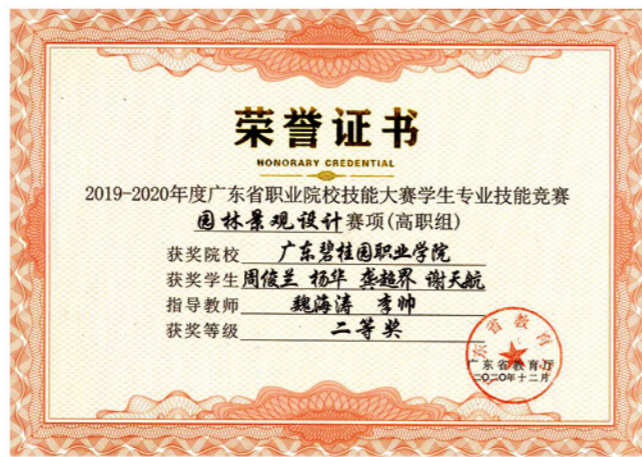 荣誉证书
HONORARY CREDENTIAL
2019-2020年度广东省职业院校技能大赛学生专业技能竞赛
园林景观设计赛项(高职组)
获奖院校 广东碧桂园职业学院
获奖学生 周俊兰 杨华 龚超界 谢天航
指导教师 魏海涛 李帅
获奖等级 二等奖
广东省教育厅
二〇二〇年十二月